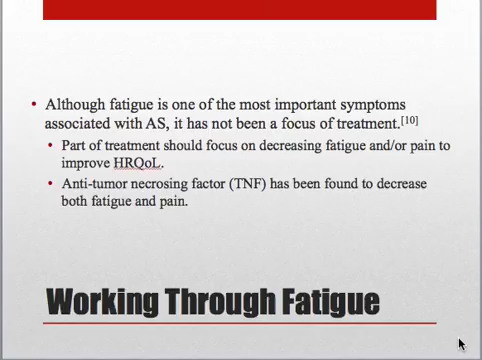 • Although fatigue is one of the most important symptoms
associated with AS, it has not been a focus of treatment.[10]
• Part of treatment should focus on decreasing fatigue and/or pain to
improve HRQoL.
• Anti-tumor necrosing factor (TNF) has been found to decrease
both fatigue and pain.
Working Through Fatigue